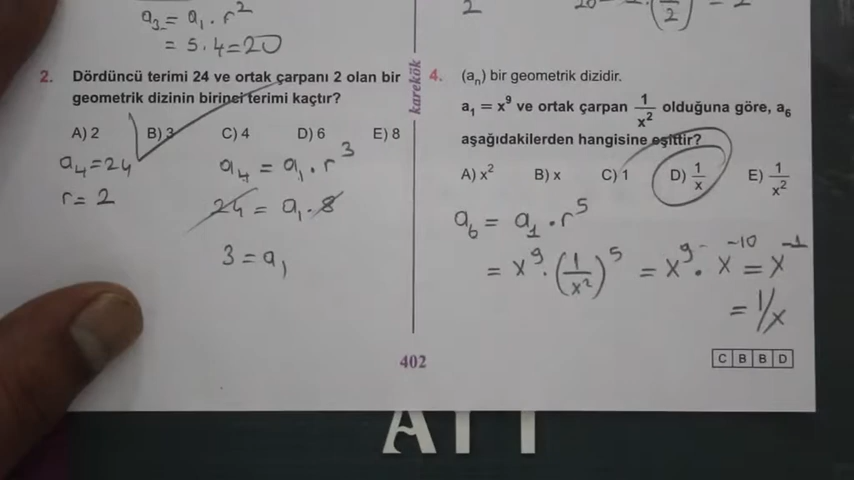 a₃ = a₁ . r²
= 5 . 4 = 20
2. Dördüncü terimi 24 ve ortak çarpanı 2 olan bir
geometrik dizinin birinci terimi kaçtır?
A) 2 B) 3 C) 4 D) 6 E) 8
a₄ = 24
r = 2
a₄ = a₁ . r³
24 = a₁ . 8
3 = a₁
karekök
2
4. (aₙ) bir geometrik dizidir.
a₁ = x⁹ ve ortak çarpan 1/x² olduğuna göre, a₆
aşağıdakilerden hangisine eşittir?
A) x² B) x C) 1 D) 1/x E) 1/x²
a₆ = a₁ . r⁵
= x⁹ . (1/x²)⁵ = x⁹ . x⁻¹⁰ = x⁻¹
= 1/x
402
C B B D